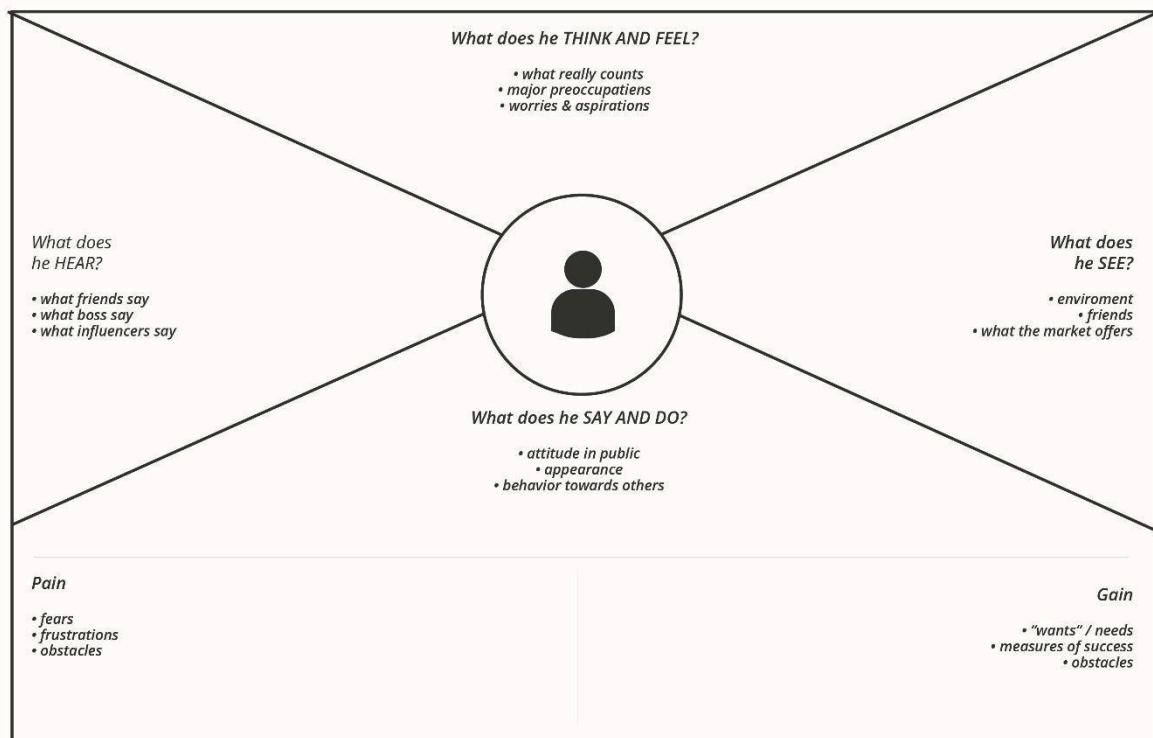 What does he THINK AND FEEL?
• what really counts
• major preoccupatiens
• worries & aspirations
What does
he HEAR?
• what friends say
• what boss say
• what influencers say
What does
he SEE?
• enviroment
• friends
• what the market offers
What does he SAY AND DO?
• attitude in public
• appearance
• behavior towards others
Pain
• fears
• frustrations
• obstacles
Gain
• “wants” / needs
• measures of success
• obstacles